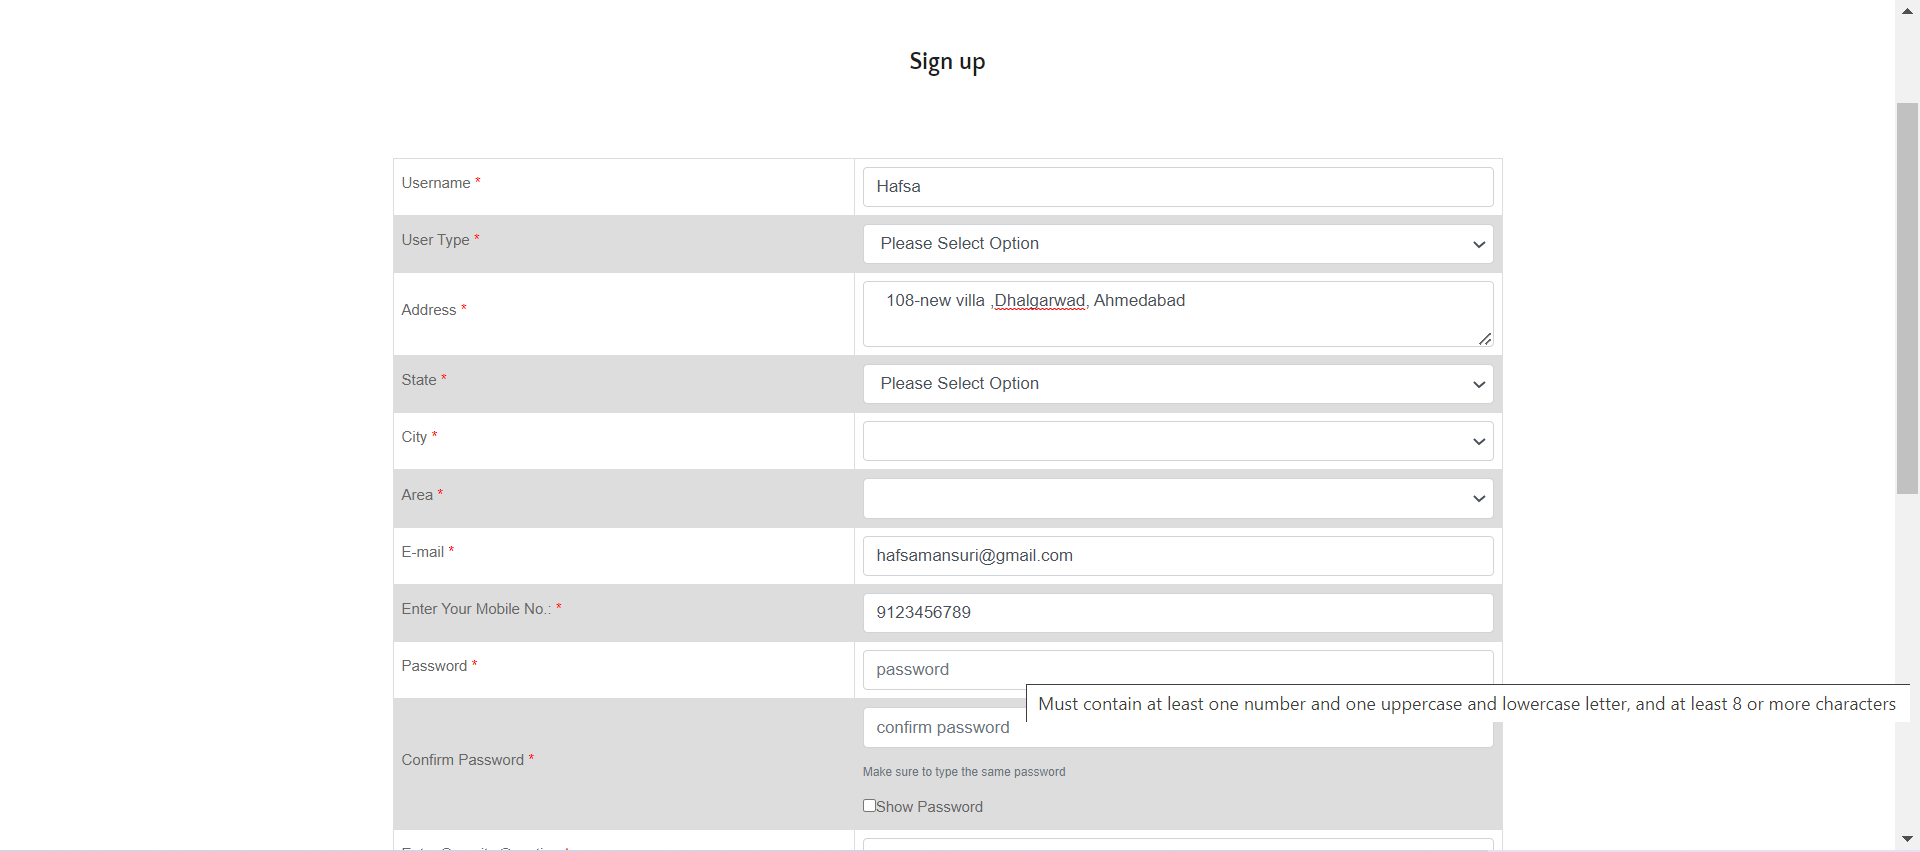 Sign up
Username *
Hafsa
User Type *
Please Select Option
Address *
108-new villa ,Dhalgarwad, Ahmedabad
State *
Please Select Option
City *
Area *
E-mail *
hafsamansuri@gmail.com
Enter Your Mobile No.: *
9123456789
Password *
password
Must contain at least one number and one uppercase and lowercase letter, and at least 8 or more characters
confirm password
Confirm Password *
Make sure to type the same password
Show Password